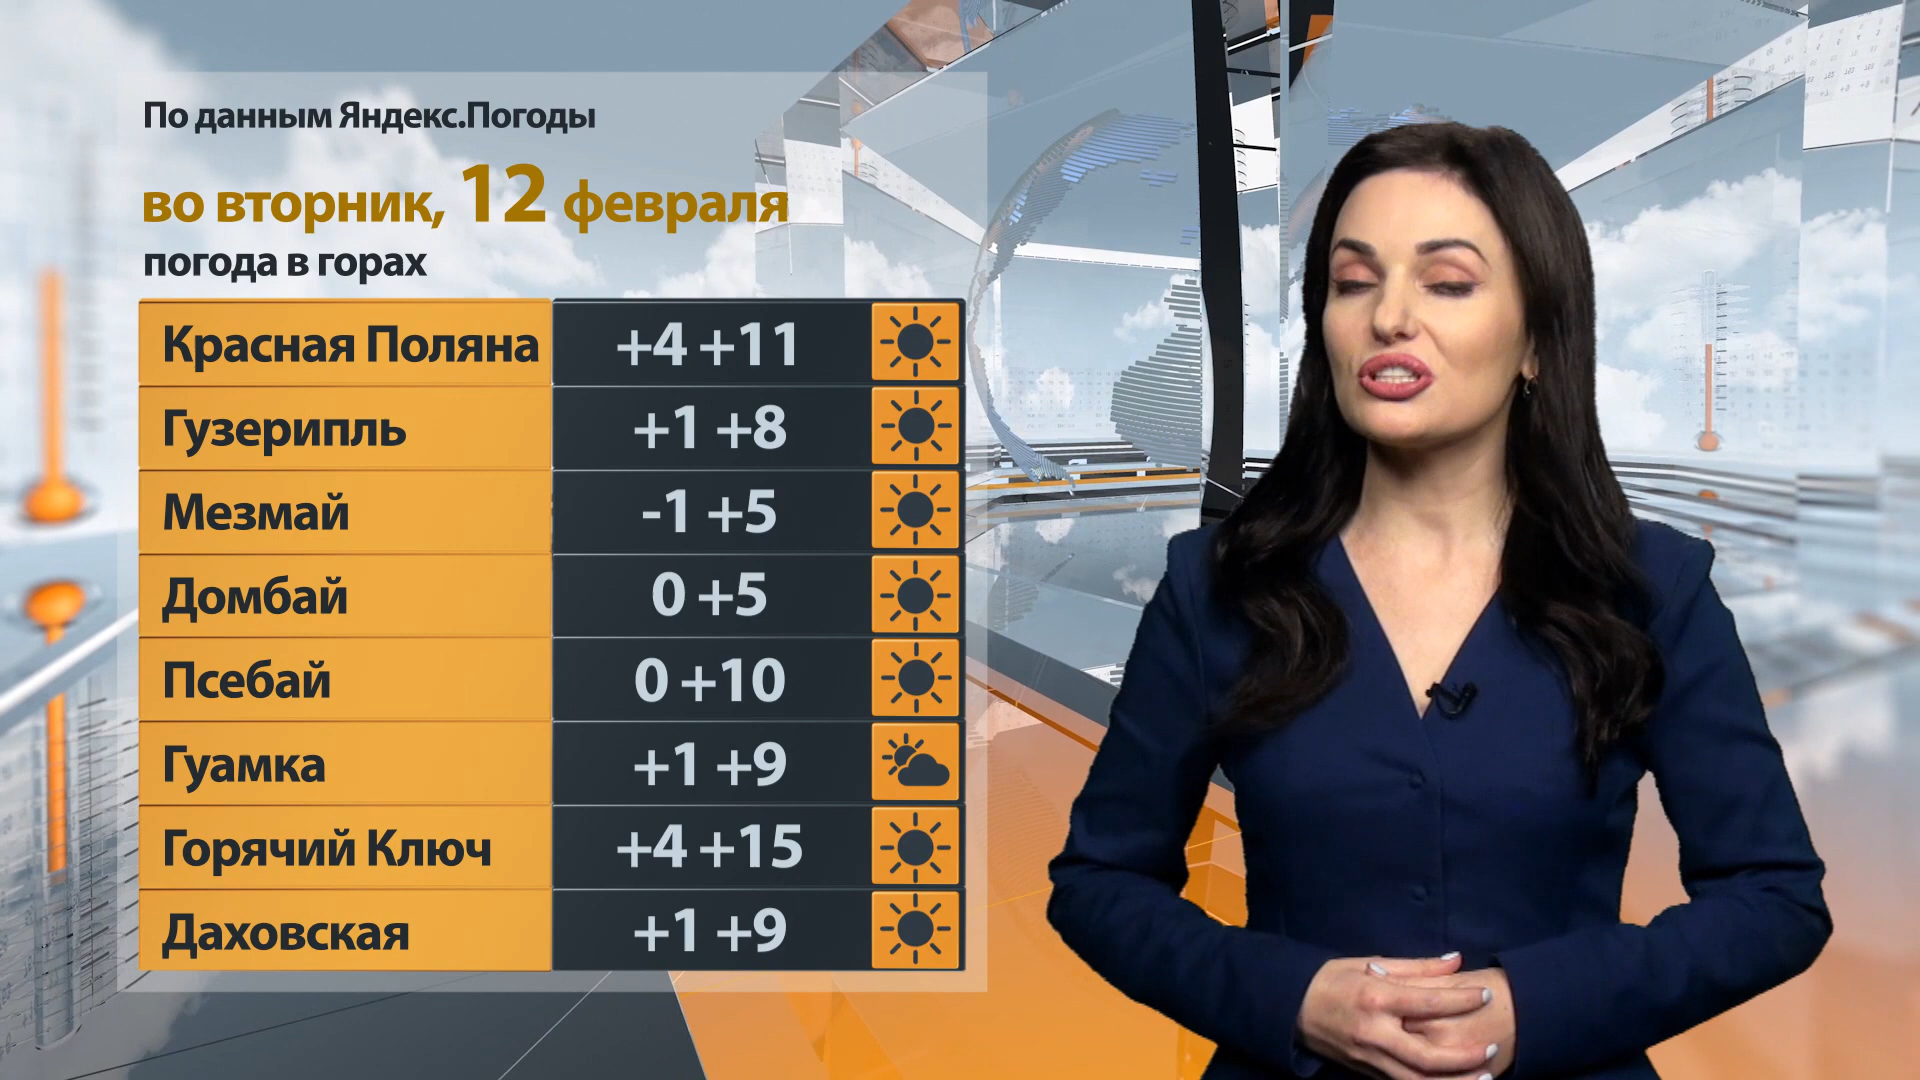 По данным Яндекс.Погоды
во вторник, 12 февраля
погода в горах
Красная Поляна +4 +11
Гузерипль +1 +8
Мезмай -1 +5
Домбай 0 +5
Псебай 0 +10
Гуамка +1 +9
Горячий Ключ +4 +15
Даховская +1 +9